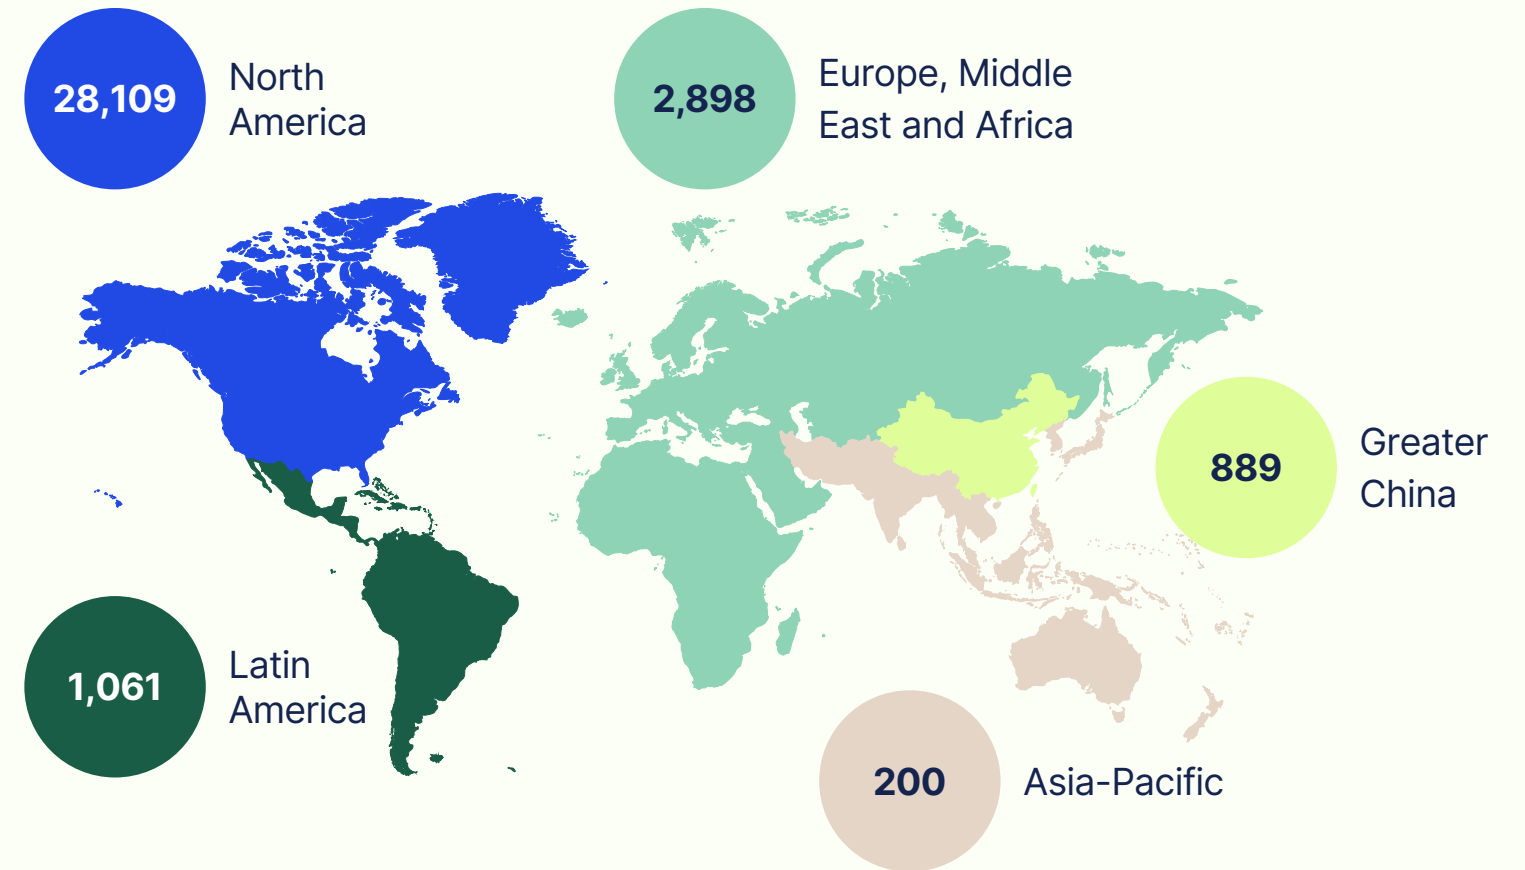 28,109
North
America
2,898
Europe, Middle
East and Africa
889
Greater
China
1,061
Latin
America
200
Asia-Pacific